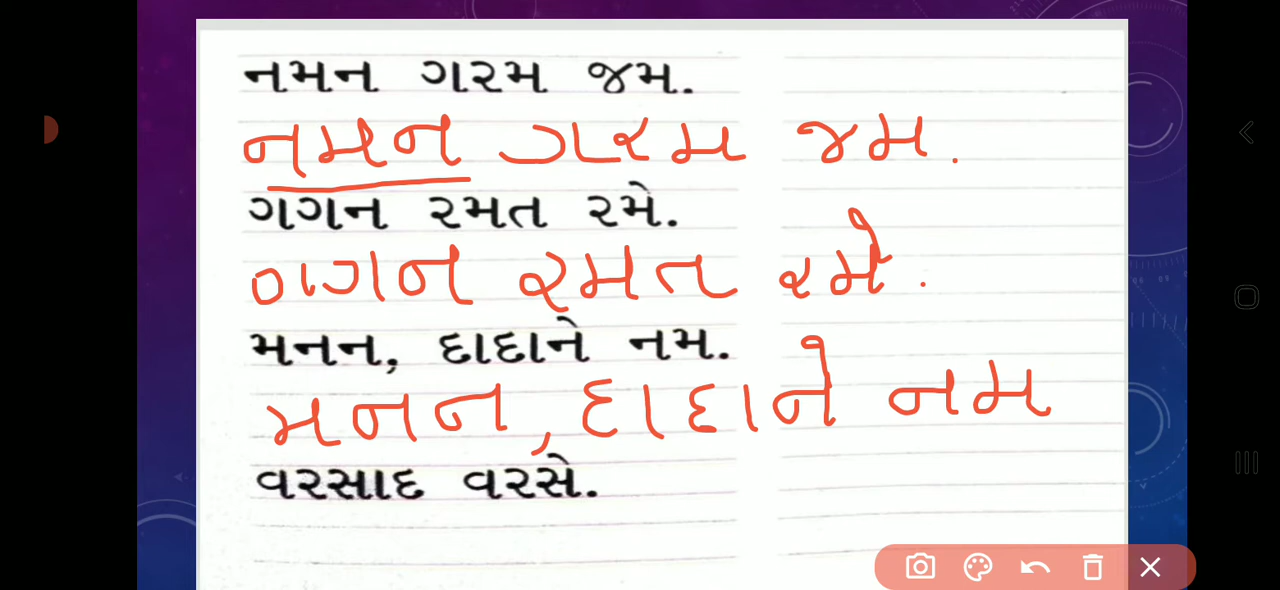 નમન ગરમ જમ.
નમન ગરમ જમ.
ગગન રમત રમે.
ગગન રમત રમે.
મનન, દાદાને નમ.
મનન, દાદાને નમ
વરસાદ વરસે.